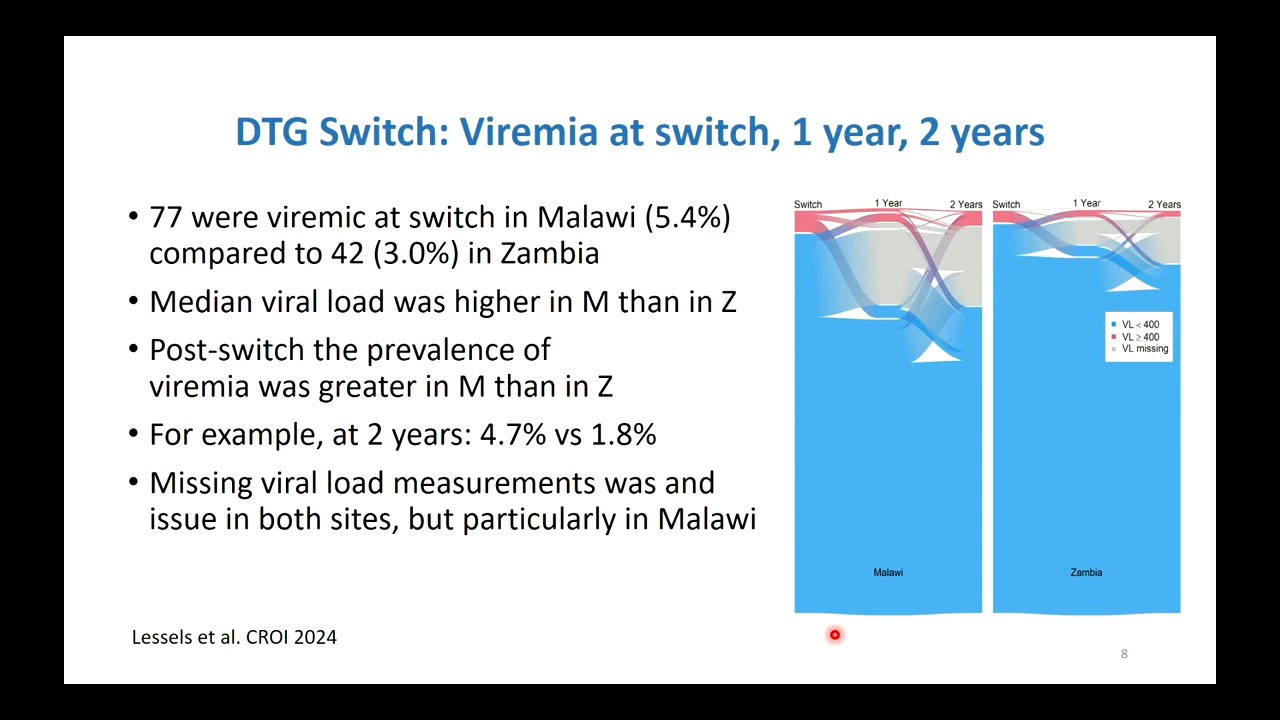 DTG Switch: Viremia at switch, 1 year, 2 years
• 77 were viremic at switch in Malawi (5.4%)
compared to 42 (3.0%) in Zambia
• Median viral load was higher in M than in Z
• Post-switch the prevalence of
viremia was greater in M than in Z
• For example, at 2 years: 4.7% vs 1.8%
• Missing viral load measurements was and
issue in both sites, but particularly in Malawi
Lessels et al. CROI 2024
Switch 1 Year 2 Years
Malawi
Switch 1 Year 2 Years
VL < 400
VL ≥ 400
VL missing
Zambia
8